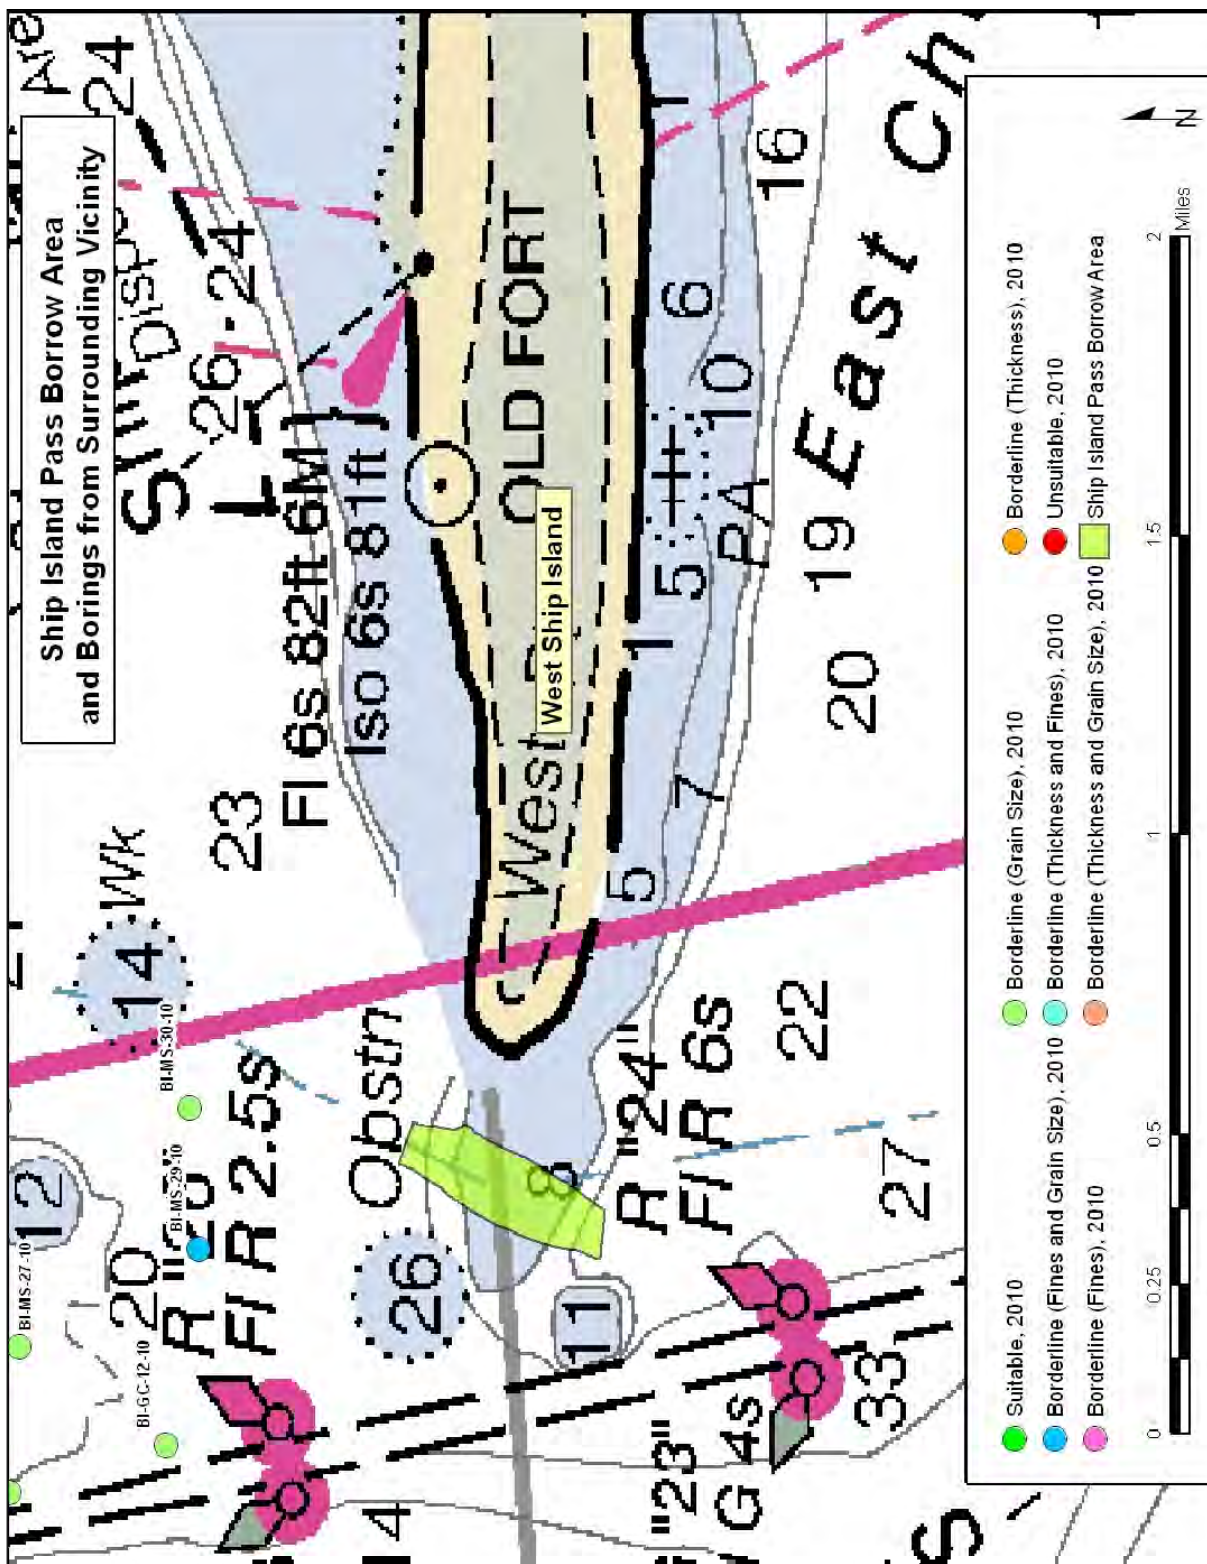 Ship Island Pass Borrow Area
and Borings from Surrounding Vicinity
24
24
26
14
Wk
23
Fl 6s 82ft 6M
Iso 6s 81ft
OLD FORT
West
West Ship Island
BI-MS-30-10
BI-MS-29-10
BI-MS-27-10
BI-GC-12-10
12
20
Fl R 2.5s
Obstn
26
8
11
R "24"
Fl R 6s
5
7
1
5
PA
10
6
1
16
19
20
22
27
33
"23"
G 4s
14
East Ch
S
Suitable, 2010
Borderline (Grain Size), 2010
Borderline (Thickness), 2010
Borderline (Fines and Grain Size), 2010
Borderline (Thickness and Fines), 2010
Unsuitable, 2010
Borderline (Fines), 2010
Borderline (Thickness and Grain Size), 2010
Ship Island Pass Borrow Area
N
0 0.25 0.5 1 1.5 2
Miles